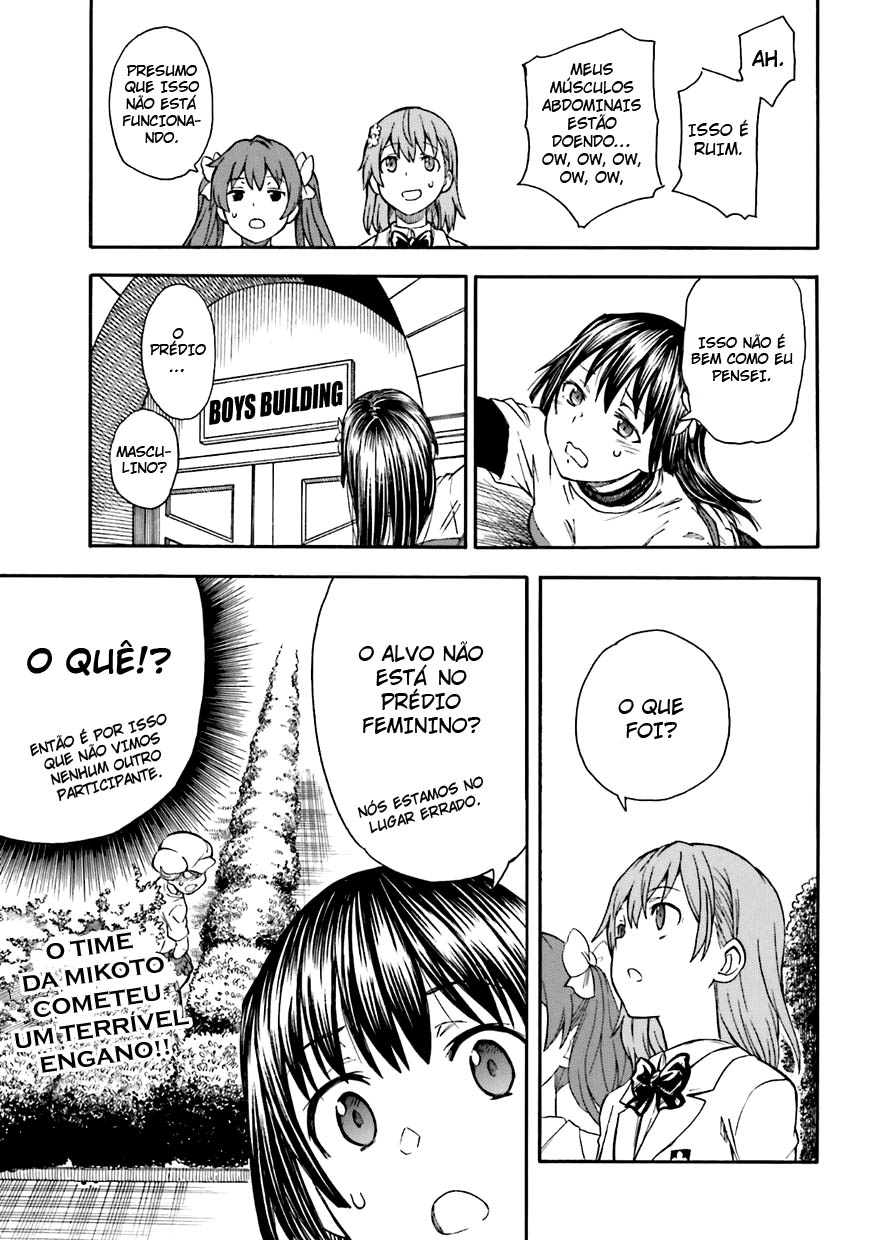 AH.
ISSO É
RUIM.
MEUS
MÚSCULOS
ABDOMINAIS
ESTÃO
DOENDO...
OW, OW, OW,
OW, OW,
PRESUMO
QUE ISSO
NÃO ESTÁ
FUNCIONA-
NDO.
ISSO NÃO É
BEM COMO EU
PENSEI.
O
PRÉDIO
...
BOYS BUILDING
MASCU-
LINO?
O QUE
FOI?
O ALVO NÃO
ESTÁ NO
PRÉDIO
FEMININO?
NÓS ESTAMOS NO
LUGAR ERRADO.
O QUÊ!?
ENTÃO É POR ISSO
QUE NÃO VIMOS
NENHUM OUTRO
PARTICIPANTE.
O TIME
DA MIKOTO
COMETEU
UM TERRÍVEL
ENGANO!!